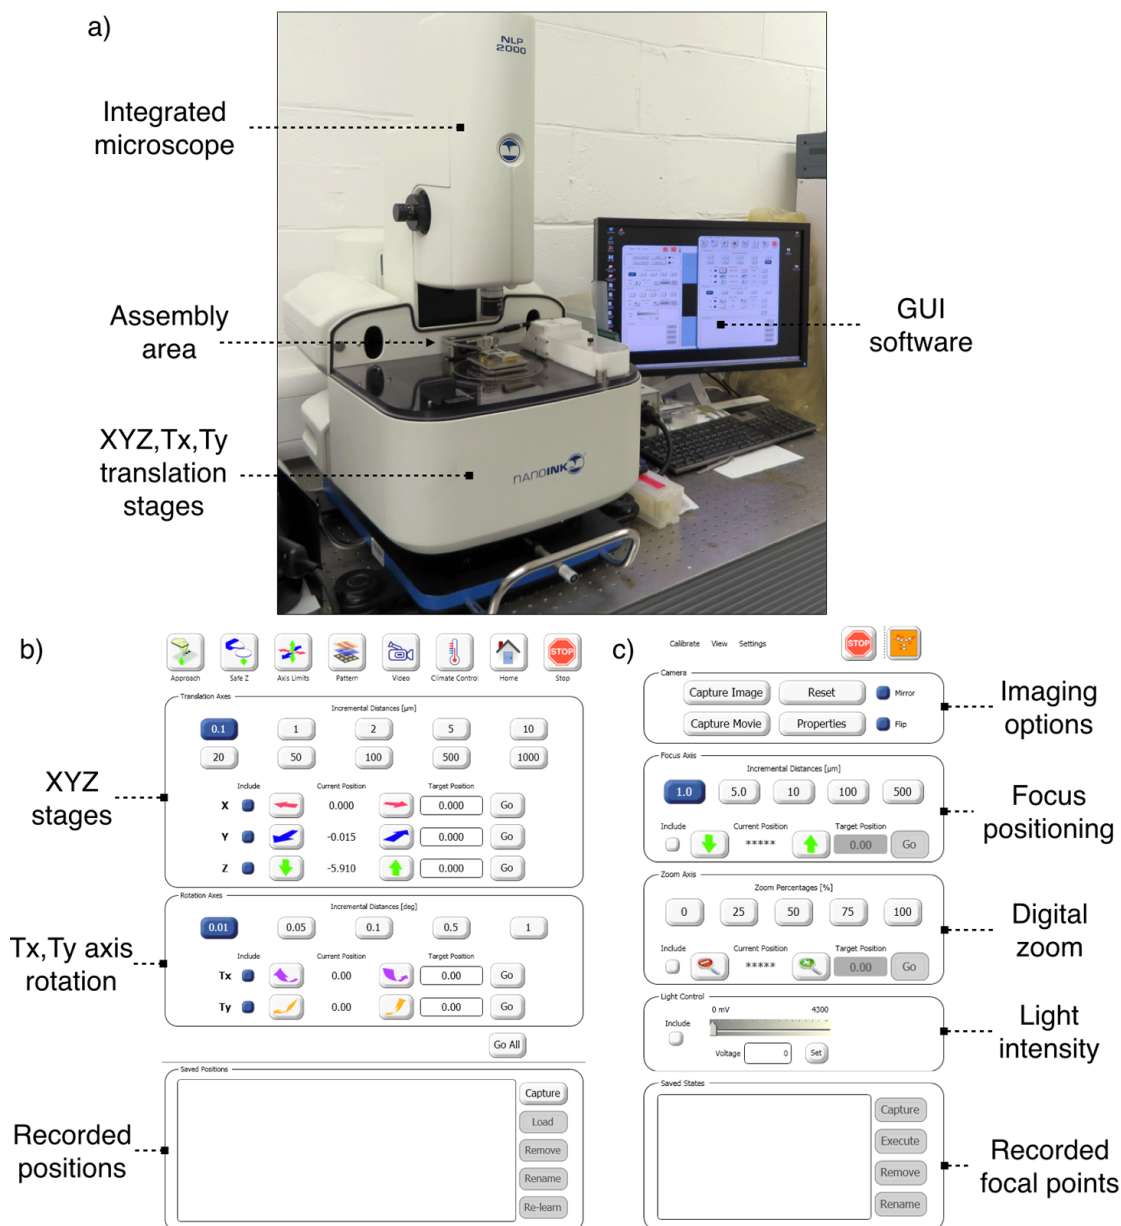 a)
NLP
2000
Integrated
microscope
Assembly
area
GUI
software
XYZ,Tx,Ty
translation
stages
nanoINK
b)
Approach Safe Z Axis Limits Pattern Video Climate Control Home Stop
STOP
Translation Axes
Incremental Distances [µm]
0.1 1 2 5 10
20 50 100 500 1000
Include Current Position Target Position
X 0.000 0.000 Go
Y -0.015 0.000 Go
Z -5.910 0.000 Go
XYZ
stages
Rotation Axes
Incremental Distances [deg]
0.01 0.05 0.1 0.5 1
Include Current Position Target Position
Tx 0.00 0.00 Go
Ty 0.00 0.00 Go
Tx,Ty axis
rotation
Go All
Saved Positions
Capture
Load
Remove
Rename
Re-learn
Recorded
positions
c)
Calibrate View Settings
STOP
Camera
Capture Image Reset Mirror
Capture Movie Properties Flip
Imaging
options
Focus Axis
Incremental Distances [µm]
1.0 5.0 10 100 500
Include Current Position Target Position
***** 0.00 Go
Focus
positioning
Zoom Axis
Zoom Percentages [%]
0 25 50 75 100
Include Current Position Target Position
***** 0.00 Go
Digital
zoom
Light Control
0 mV 4300
Include
Voltage 0 Set
Light
intensity
Saved States
Capture
Execute
Remove
Rename
Recorded
focal points